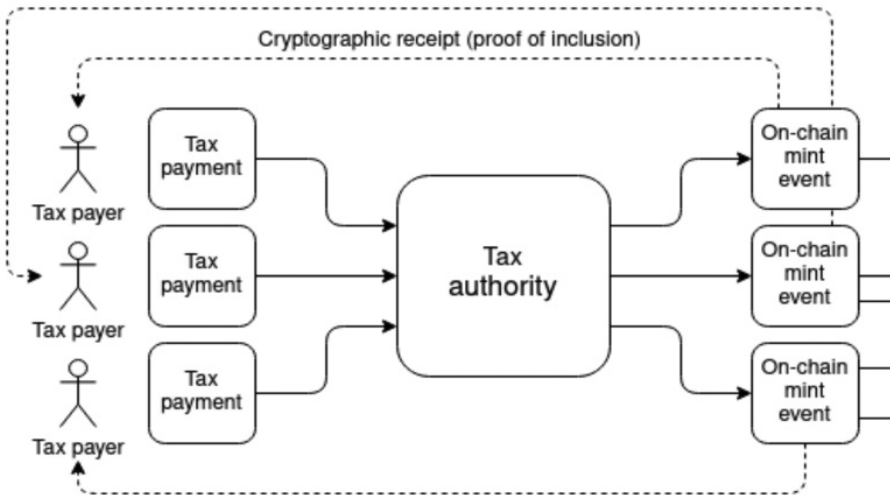 Cryptographic receipt (proof of inclusion)
Tax payer
Tax
payment
Tax
authority
On-chain
mint
event
Tax payer
Tax
payment
On-chain
mint
event
Tax payer
Tax
payment
On-chain
mint
event